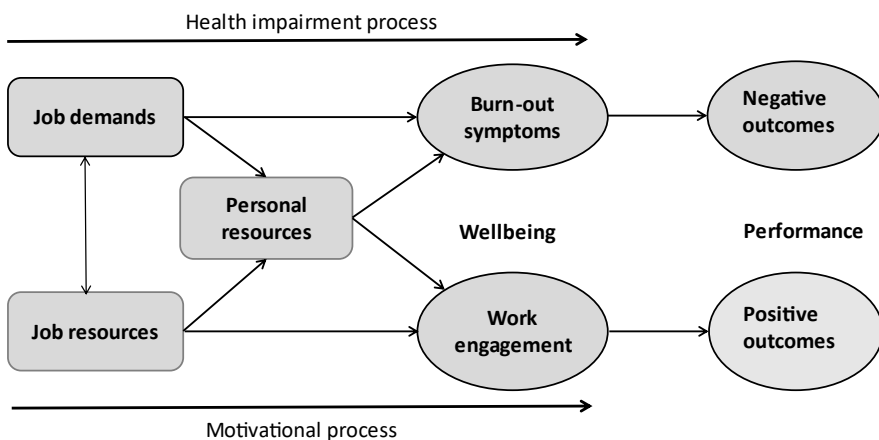 Health impairment process
Job demands
Burn-out
symptoms
Negative
outcomes
Personal
resources
Wellbeing
Performance
Job resources
Work
engagement
Positive
outcomes
Motivational process